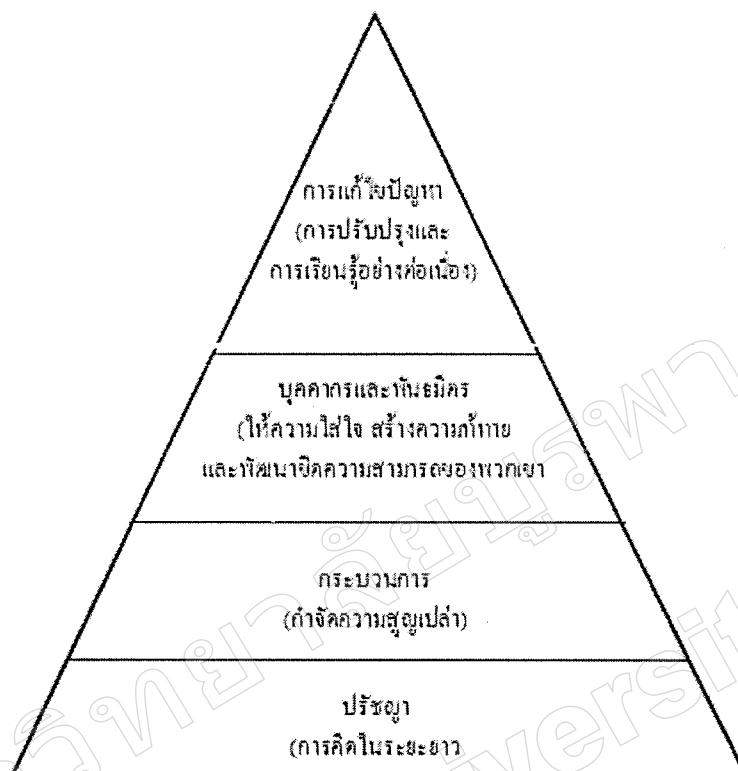 การแก้ไขปัญหา
(การปรับปรุงและ
การเรียนรู้อย่างต่อเนื่อง)
บุคคากรและพันธมิตร
(ให้ความใส่ใจ สร้างความท้าทาย
และพัฒนาขีดความสามารถของพวกเขา
กระบวนการ
(กำจัดความสูญเปล่า)
ปรัชญา
(การคิดในระยะยาว